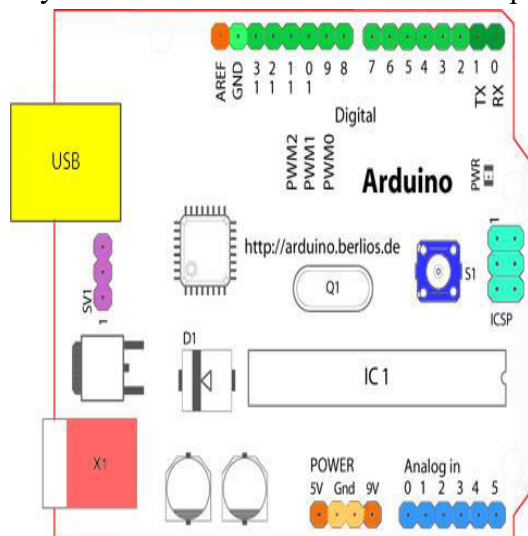 AREF
GND
13
12
11
10
9
8
7
6
5
4
3
2
1
0
TX
RX
Digital
PWM2
PWM1
PWM0
Arduino
PWR
USB
http://arduino.berlios.de
1
SV1
1
Q1
S1
ICSP
D1
IC 1
X1
POWER
5V Gnd 9V
Analog in
0 1 2 3 4 5